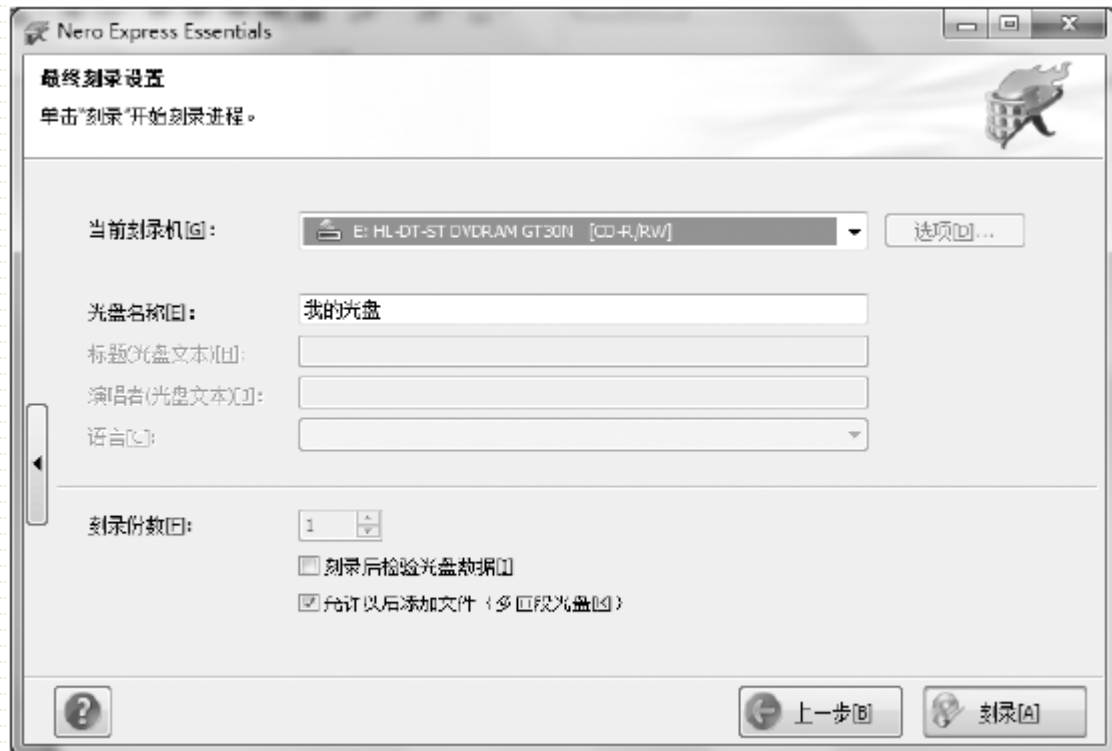 Nero Express Essentials
最终刻录设置
单击"刻录"开始刻录进程。
当前刻录机[G]: E: HL-DT-ST DVDRAM GT30N [CD-R/RW] 选项[D]...
光盘名称[E]: 我的光盘
标题(光盘文本)[H]:
演唱者(光盘文本)[J]:
语言[C]:
刻录份数[F]: 1
刻录后检验光盘数据[I]
允许以后添加文件(多区段光盘[K])
上一步[B] 刻录[A]